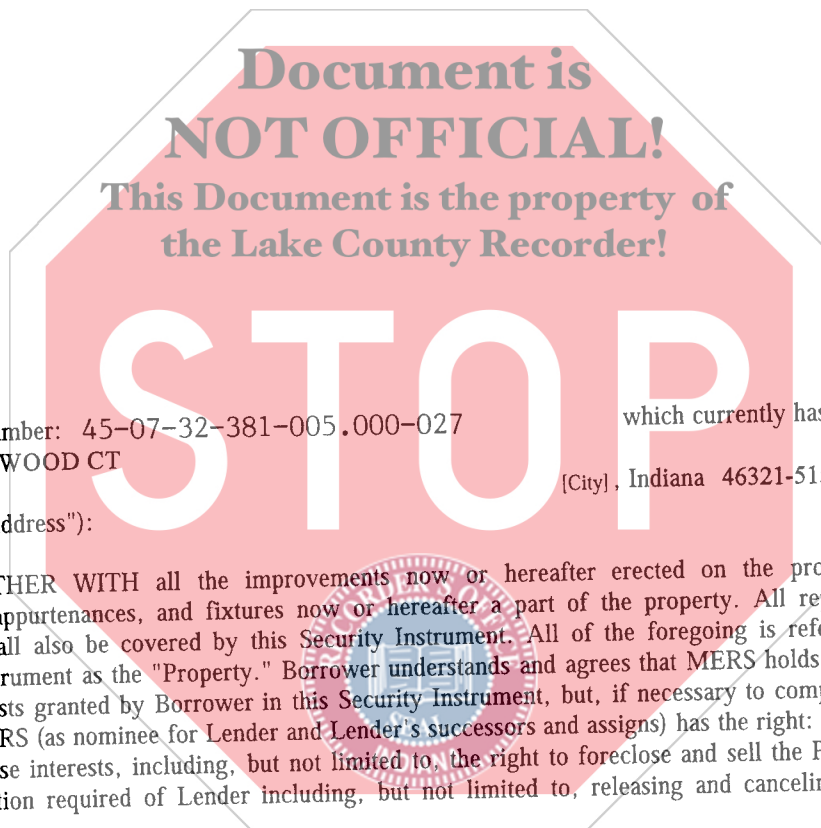 Document is
NOT OFFICIAL!
This Document is the property of
the Lake County Recorder!
STOP
mber: 45-07-32-381-005.000-027 which currently has
WOOD CT
[City], Indiana 46321-51
ddress"):
THER WITH all the improvements now or hereafter erected on the pro
appurtenances, and fixtures now or hereafter a part of the property. All re
all also be covered by this Security Instrument. All of the foregoing is refe
rument as the "Property." Borrower understands and agrees that MERS holds
sts granted by Borrower in this Security Instrument, but, if necessary to comp
RS (as nominee for Lender and Lender's successors and assigns) has the right:
se interests, including, but not limited to, the right to foreclose and sell the P
tion required of Lender including, but not limited to, releasing and cancelin
RECORDER'S OFFICE
SEAL